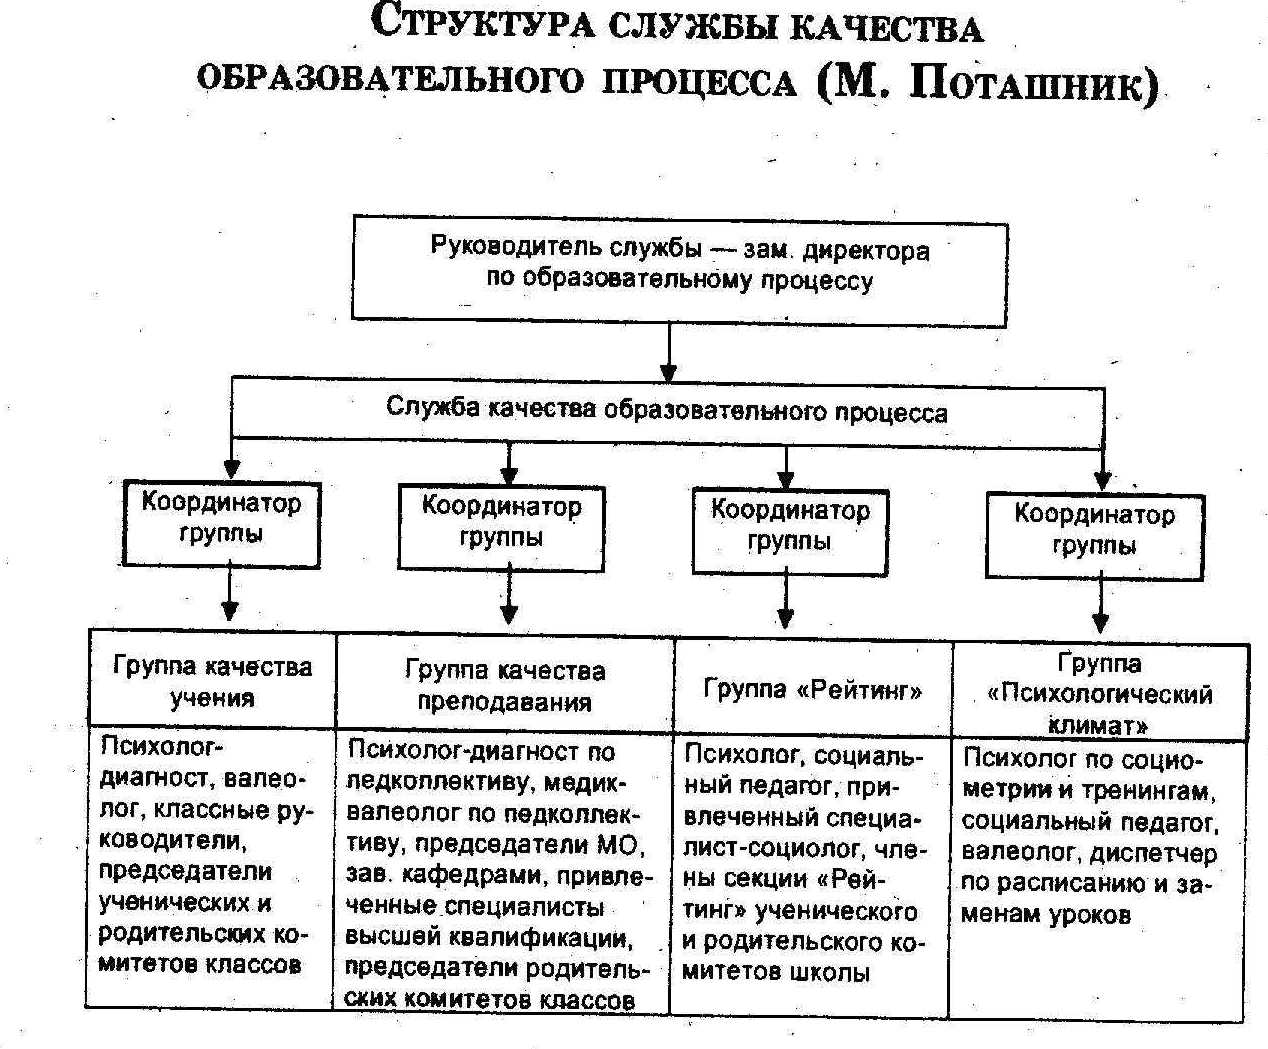 Структура службы качества
образовательного процесса (М. Поташник)
Руководитель службы — зам. директора
по образовательному процессу
Служба качества образовательного процесса
Координатор
группы
Координатор
группы
Координатор
группы
Координатор
группы
Группа качества
учения
Группа качества
преподавания
Группа «Рейтинг»
Группа
«Психологический
климат»
Психолог-
диагност, валео-
лог, классные ру-
ководители,
председатели
ученических и
родительских ко-
митетов классов
Психолог-диагност по
педколлективу, медик-
валеолог по педколлек-
тиву, председатели МО,
зав. кафедрами, привле-
ченные специалисты
высшей квалификации,
председатели родитель-
ских комитетов классов
Психолог, социаль-
ный педагог, при-
влеченный специа-
лист-социолог, чле-
ны секции «Рей-
тинг» ученического
и родительского ко-
митетов школы
Психолог по социо-
метрии и тренингам,
социальный педагог,
валеолог, диспетчер
по расписанию и за-
менам уроков